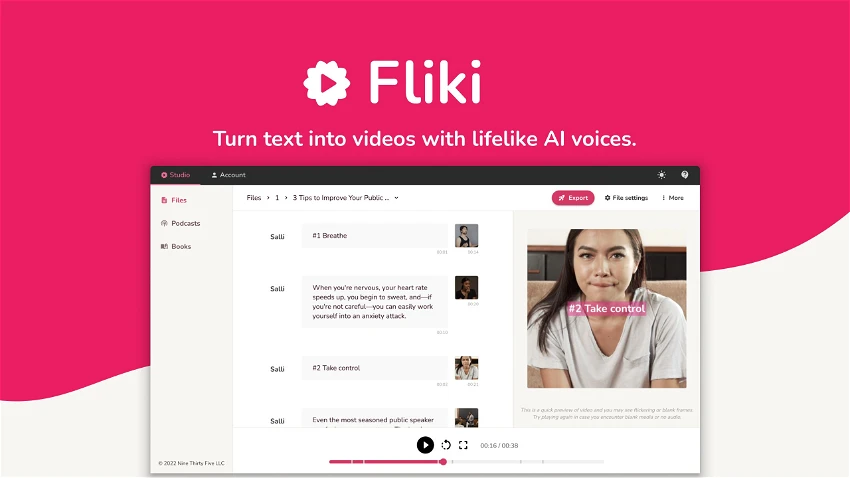 Fliki
Turn text into videos with lifelike AI voices.
Studio
Account
Files
Podcasts
Books
Files > 1 > 3 Tips to Improve Your Public ...
Export
File settings
More
Salli
#1 Breathe
00:01
00:14
Salli
When you're nervous, your heart rate
speeds up, you begin to sweat, and—if
you're not careful—you can easily work
yourself into an anxiety attack.
Salli
#2 Take control
00:02
Salli
Even the most seasoned public speaker
#2 Take control
This is a quick preview of video and you may see flickering or blank frames.
Try playing again in case you encounter blank media or no audio.
00:16 / 00:38
© 2022 Nine Thirty Five LLC.